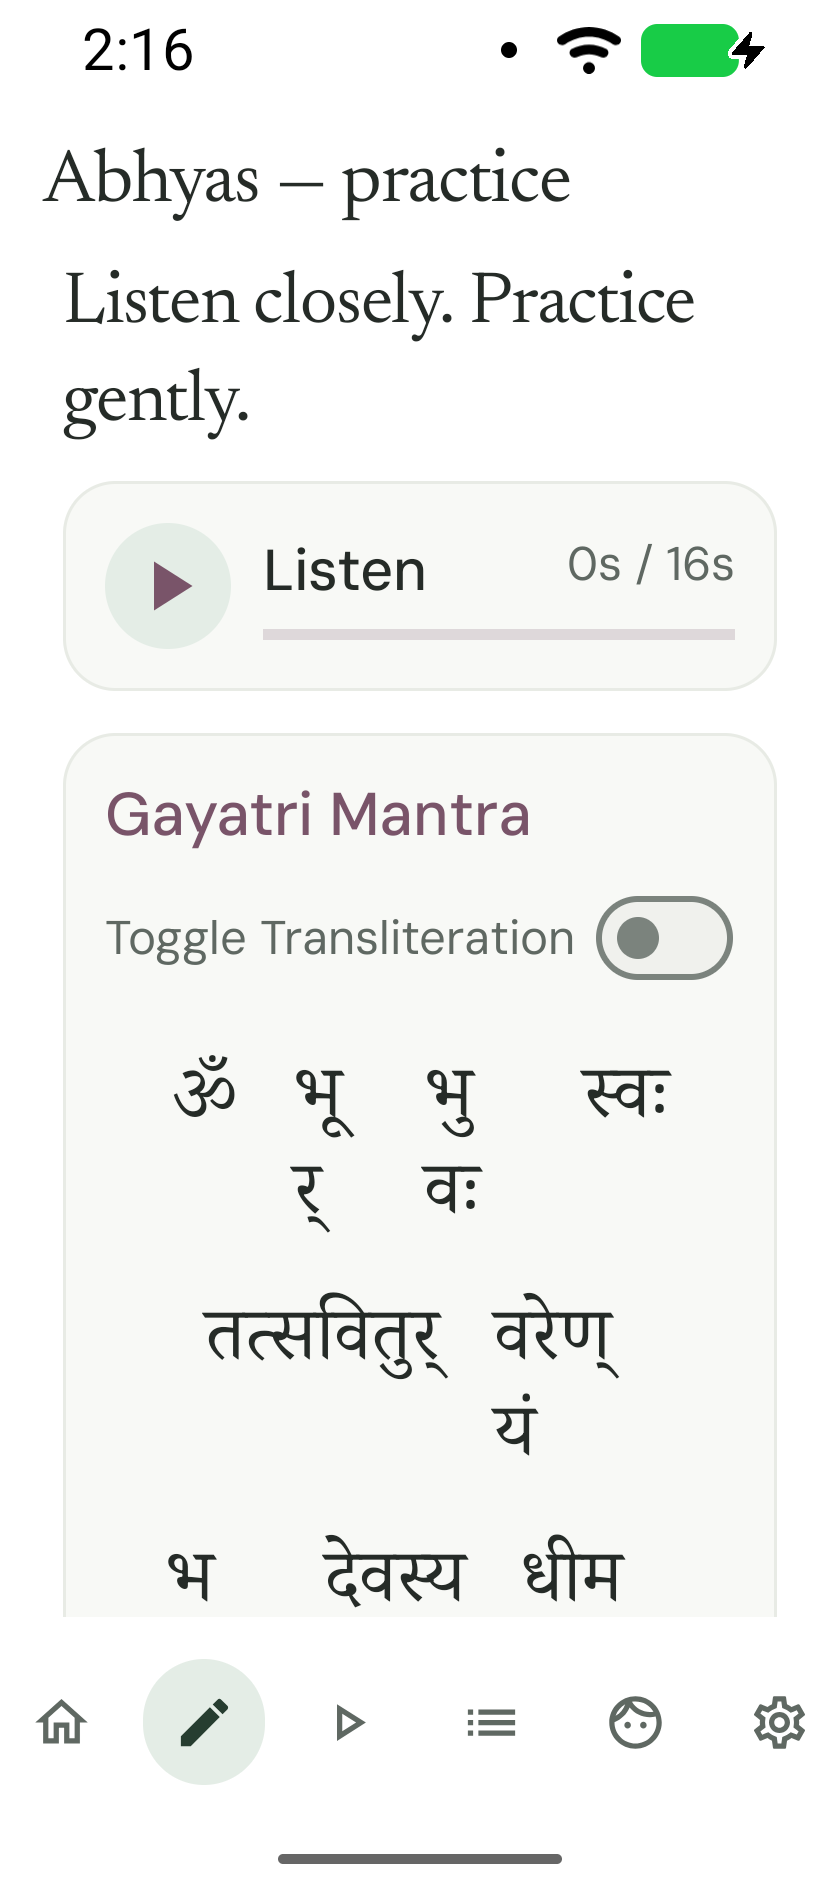 2:16
Abhyas – practice
Listen closely. Practice
gently.
Listen 0s / 16s
Gayatri Mantra
Toggle Transliteration
ॐ भू भु स्वः
र् वः
तत्सवितुर् वरेण्
यं
भ देवस्य धीम